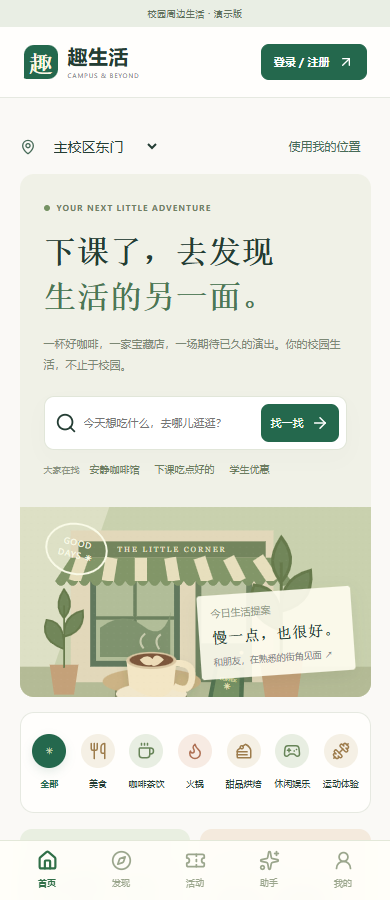 校园周边生活 · 演示版
趣
趣生活
CAMPUS & BEYOND
登录 / 注册
主校区东门
使用我的位置
YOUR NEXT LITTLE ADVENTURE
下课了，去发现
生活的另一面。
一杯好咖啡，一家宝藏店，一场期待已久的演出。你的校园生
活，不止于校园。
今天想吃什么，去哪儿逛逛？
找一找
大家在找 安静咖啡馆 下课吃点好的 学生优惠
GOOD
DAYS ✳
THE LITTLE CORNER
今日生活提案
慢一点，也很好。
和朋友，在熟悉的街角见面 ↗
全部 美食 咖啡茶饮 火锅 甜品烘焙 休闲娱乐 运动体验
首页 发现 活动 助手 我的